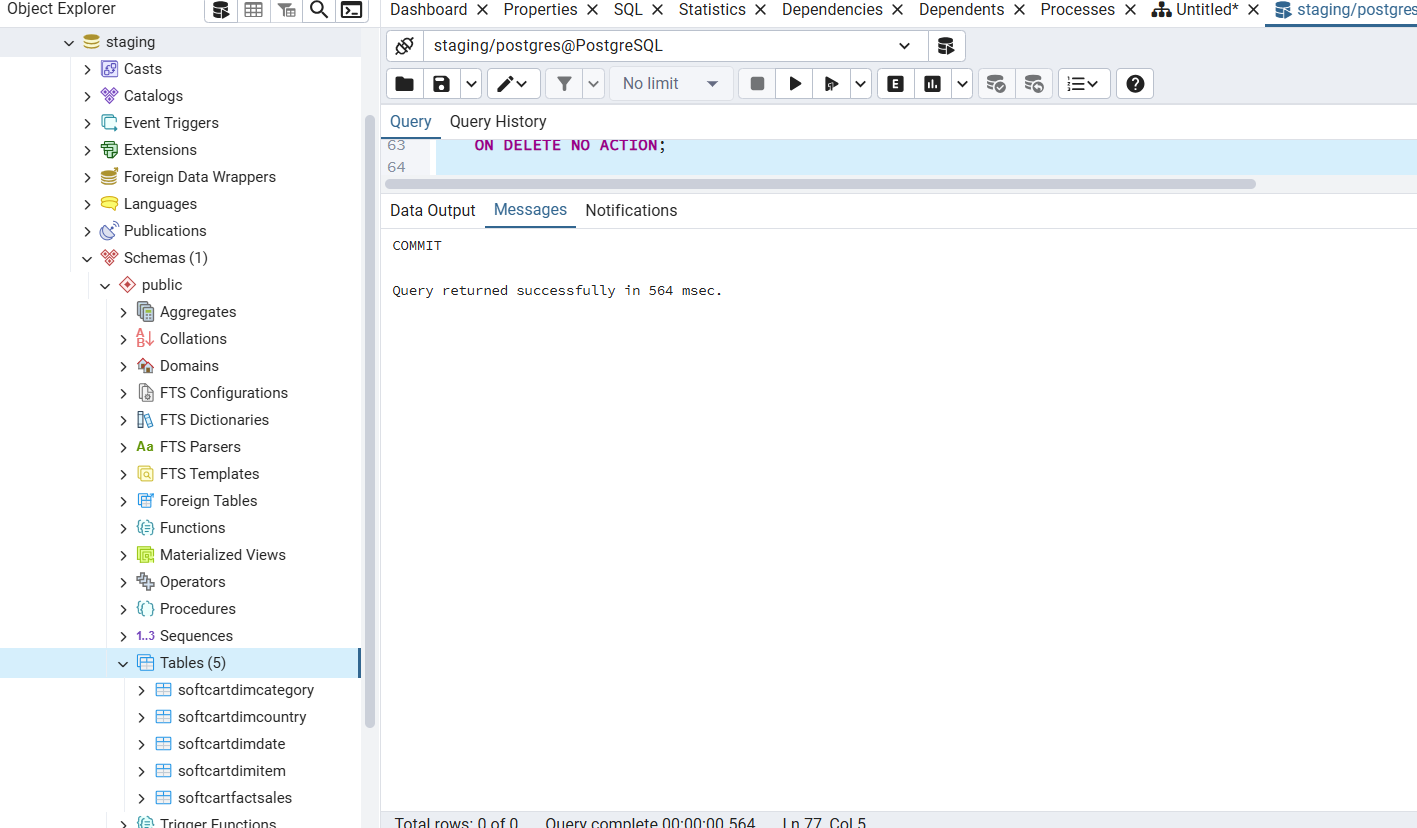 Object Explorer
staging
Casts
Catalogs
Event Triggers
Extensions
Foreign Data Wrappers
Languages
Publications
Schemas (1)
public
Aggregates
Collations
Domains
FTS Configurations
FTS Dictionaries
Aa FTS Parsers
FTS Templates
Foreign Tables
Functions
Materialized Views
Operators
Procedures
1..3 Sequences
Tables (5)
softcartdimcategory
softcartdimcountry
softcartdimdate
softcartdimitem
softcartfactsales
Trigger Functions
Dashboard Properties SQL Statistics Dependencies Dependents Processes Untitled* staging/postgres
staging/postgres@PostgreSQL
No limit E
Query Query History
63 ON DELETE NO ACTION;
64
Data Output Messages Notifications
COMMIT
Query returned successfully in 564 msec.
Total rows: 0 of 0 Query complete 00:00:00.564 Ln 77, Col 5